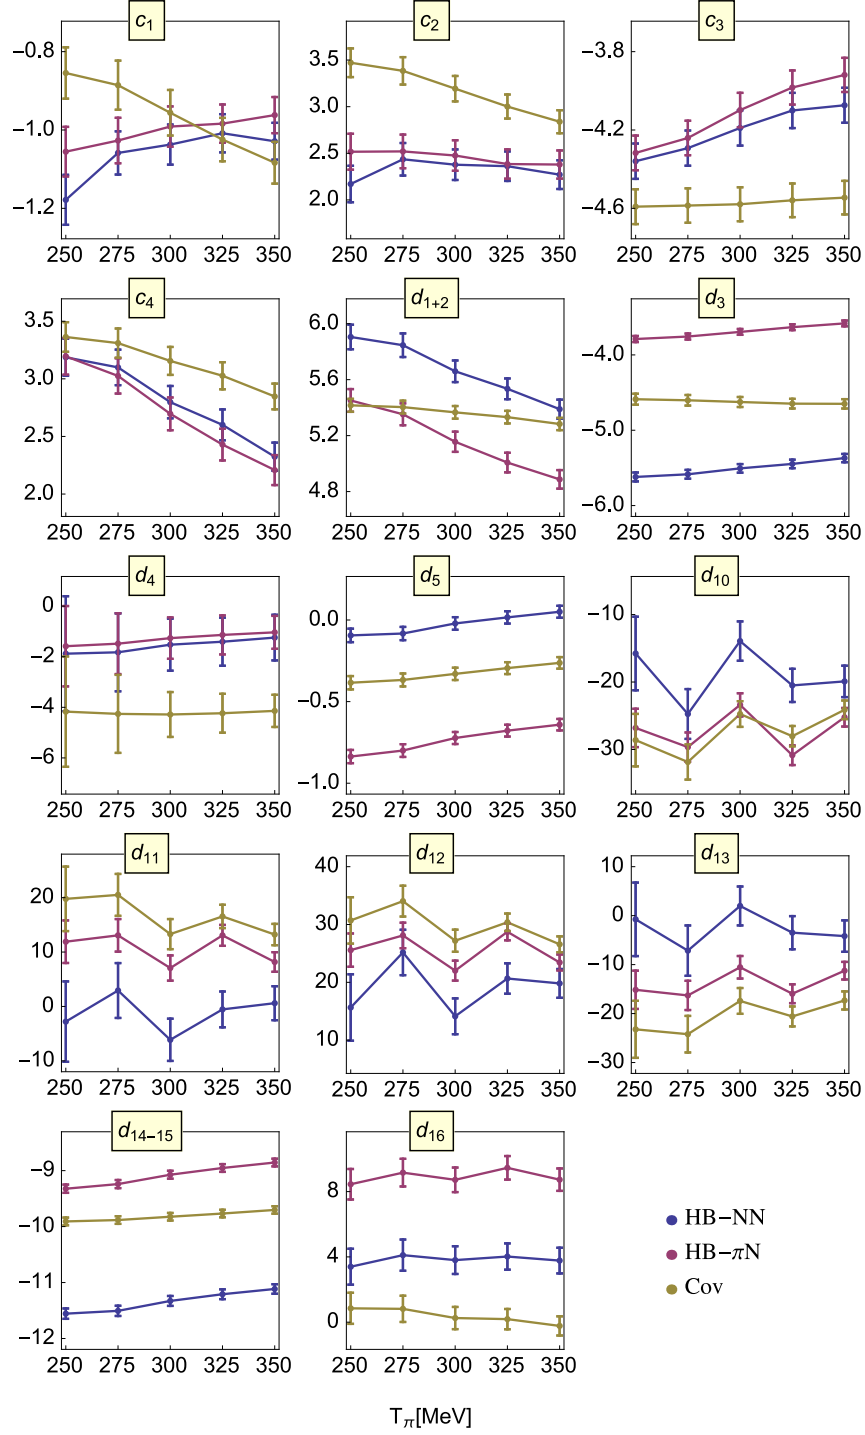 c1 c2 c3
−0.8 3.5 −3.8
−1.0 3.0 −4.2
2.5
−1.2 2.0 −4.6
250 275 300 325 350 250 275 300 325 350 250 275 300 325 350
c4 d1+2 d3
3.5 6.0 −4.0
3.0 5.6 −5.0
2.5 5.2
2.0 4.8 −6.0
250 275 300 325 350 250 275 300 325 350 250 275 300 325 350
d4 d5 d10
0 0.0 −10
−2 −0.5 −20
−4 −30
−6 −1.0
250 275 300 325 350 250 275 300 325 350 250 275 300 325 350
d11 d12 d13
20 40 10
10 30 0
0 20 −10
−10 10 −20
−30
250 275 300 325 350 250 275 300 325 350 250 275 300 325 350
d14−15 d16
−9 8
−10 4
−11 0
−12
250 275 300 325 350 250 275 300 325 350
HB−NN
HB−πN
Cov
Tπ[MeV]